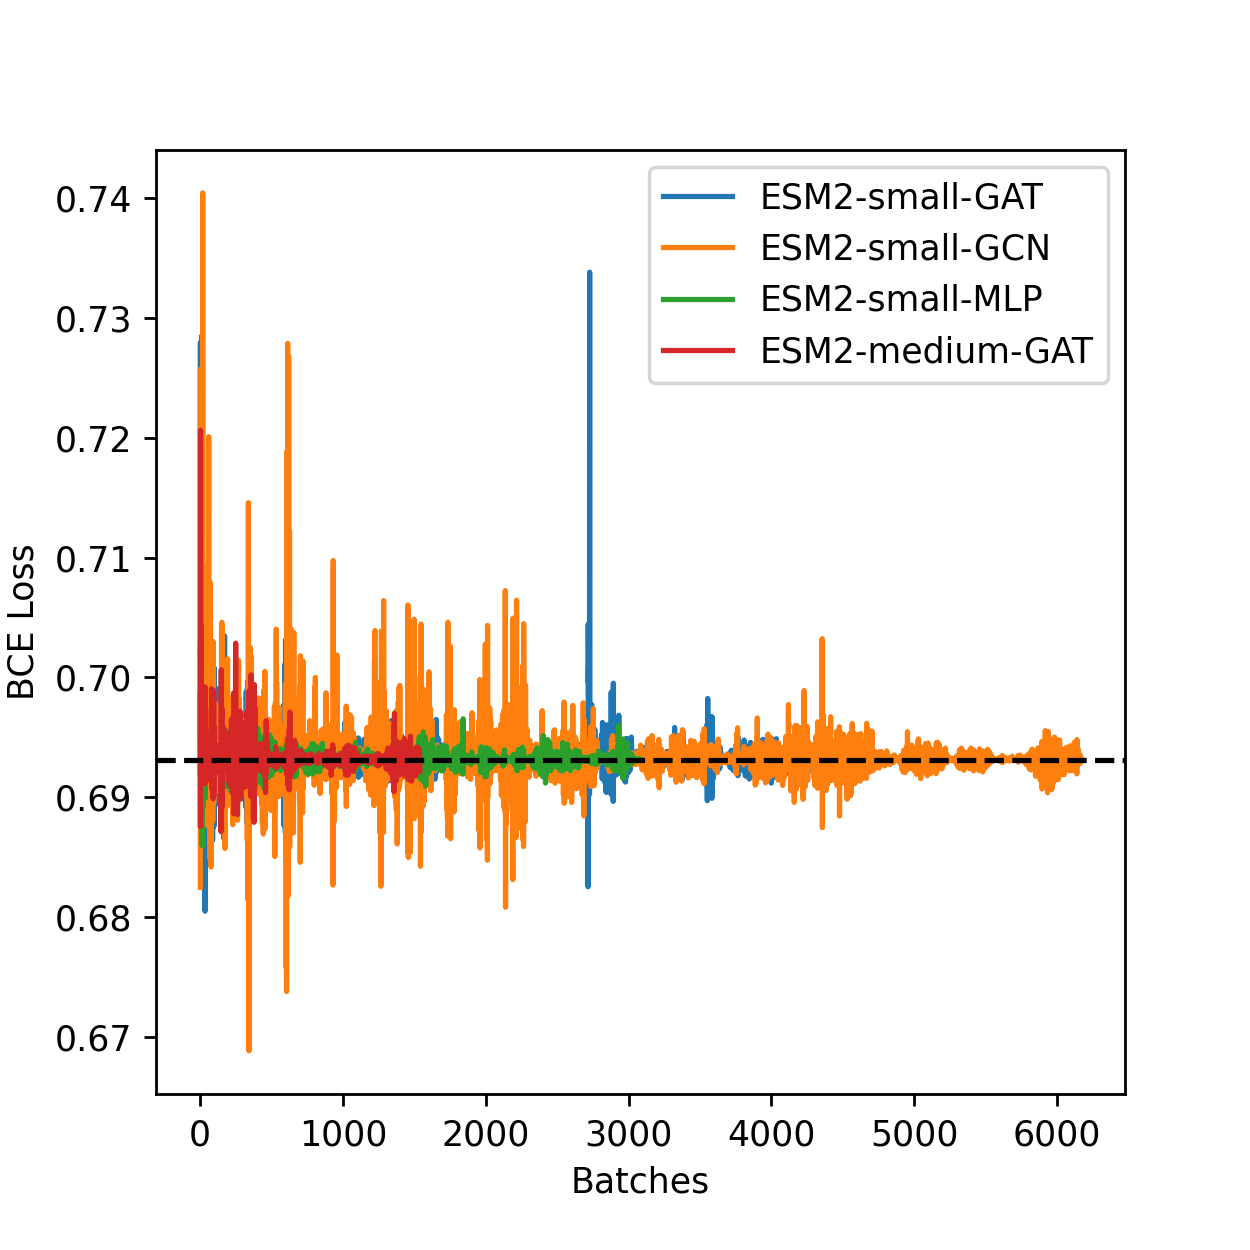 ESM2-small-GAT
ESM2-small-GCN
ESM2-small-MLP
ESM2-medium-GAT
0.74
0.73
0.72
0.71
0.70
0.69
0.68
0.67
BCE Loss
0 1000 2000 3000 4000 5000 6000
Batches